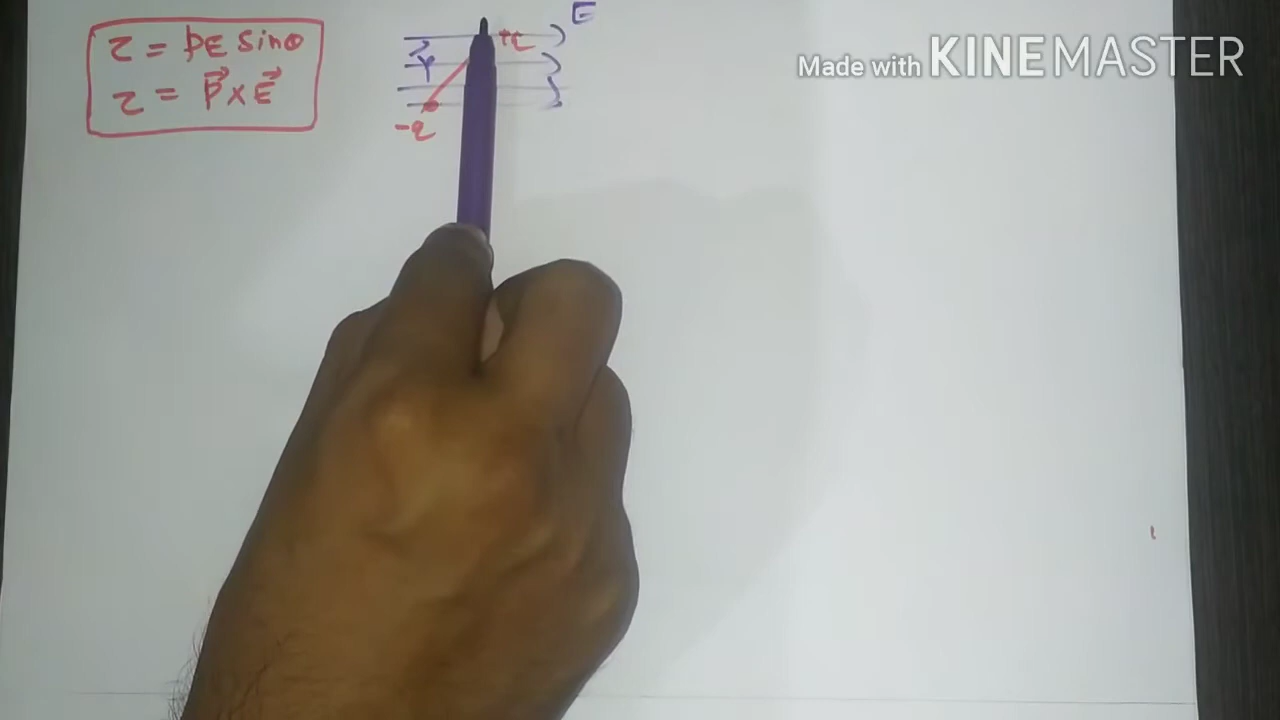 τ = PE Sinθ
τ = P⃗ × E⃗
E
+q
P⃗
-q
Made with KINEMASTER